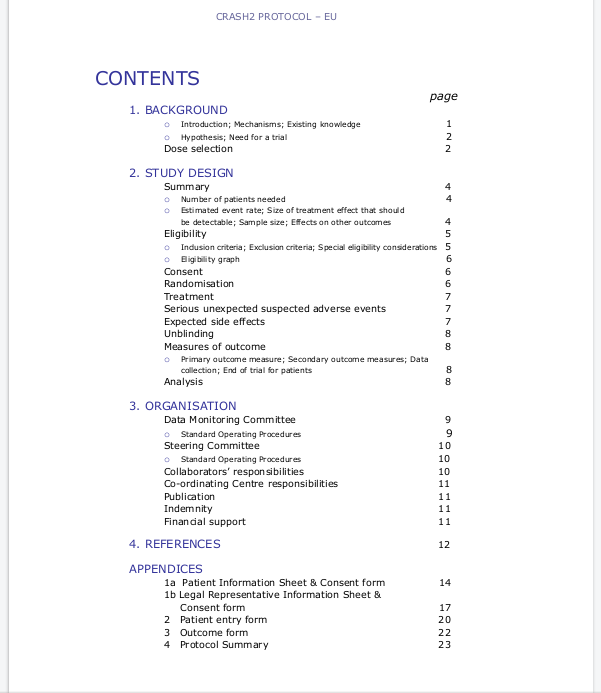 CRASH2 PROTOCOL – EU
CONTENTS
page
1. BACKGROUND
○ Introduction; Mechanisms; Existing knowledge 1
○ Hypothesis; Need for a trial 2
Dose selection 2
2. STUDY DESIGN
Summary 4
○ Number of patients needed 4
○ Estimated event rate; Size of treatment effect that should
be detectable; Sample size; Effects on other outcomes 4
Eligibility 5
○ Inclusion criteria; Exclusion criteria; Special eligibility considerations 5
○ Eligibility graph 6
Consent 6
Randomisation 6
Treatment 7
Serious unexpected suspected adverse events 7
Expected side effects 7
Unblinding 8
Measures of outcome 8
○ Primary outcome measure; Secondary outcome measures; Data
collection; End of trial for patients 8
Analysis 8
3. ORGANISATION
Data Monitoring Committee 9
○ Standard Operating Procedures 9
Steering Committee 10
○ Standard Operating Procedures 10
Collaborators’ responsibilities 10
Co-ordinating Centre responsibilities 11
Publication 11
Indemnity 11
Financial support 11
4. REFERENCES 12
APPENDICES
1a Patient Information Sheet & Consent form 14
1b Legal Representative Information Sheet &
Consent form 17
2 Patient entry form 20
3 Outcome form 22
4 Protocol Summary 23